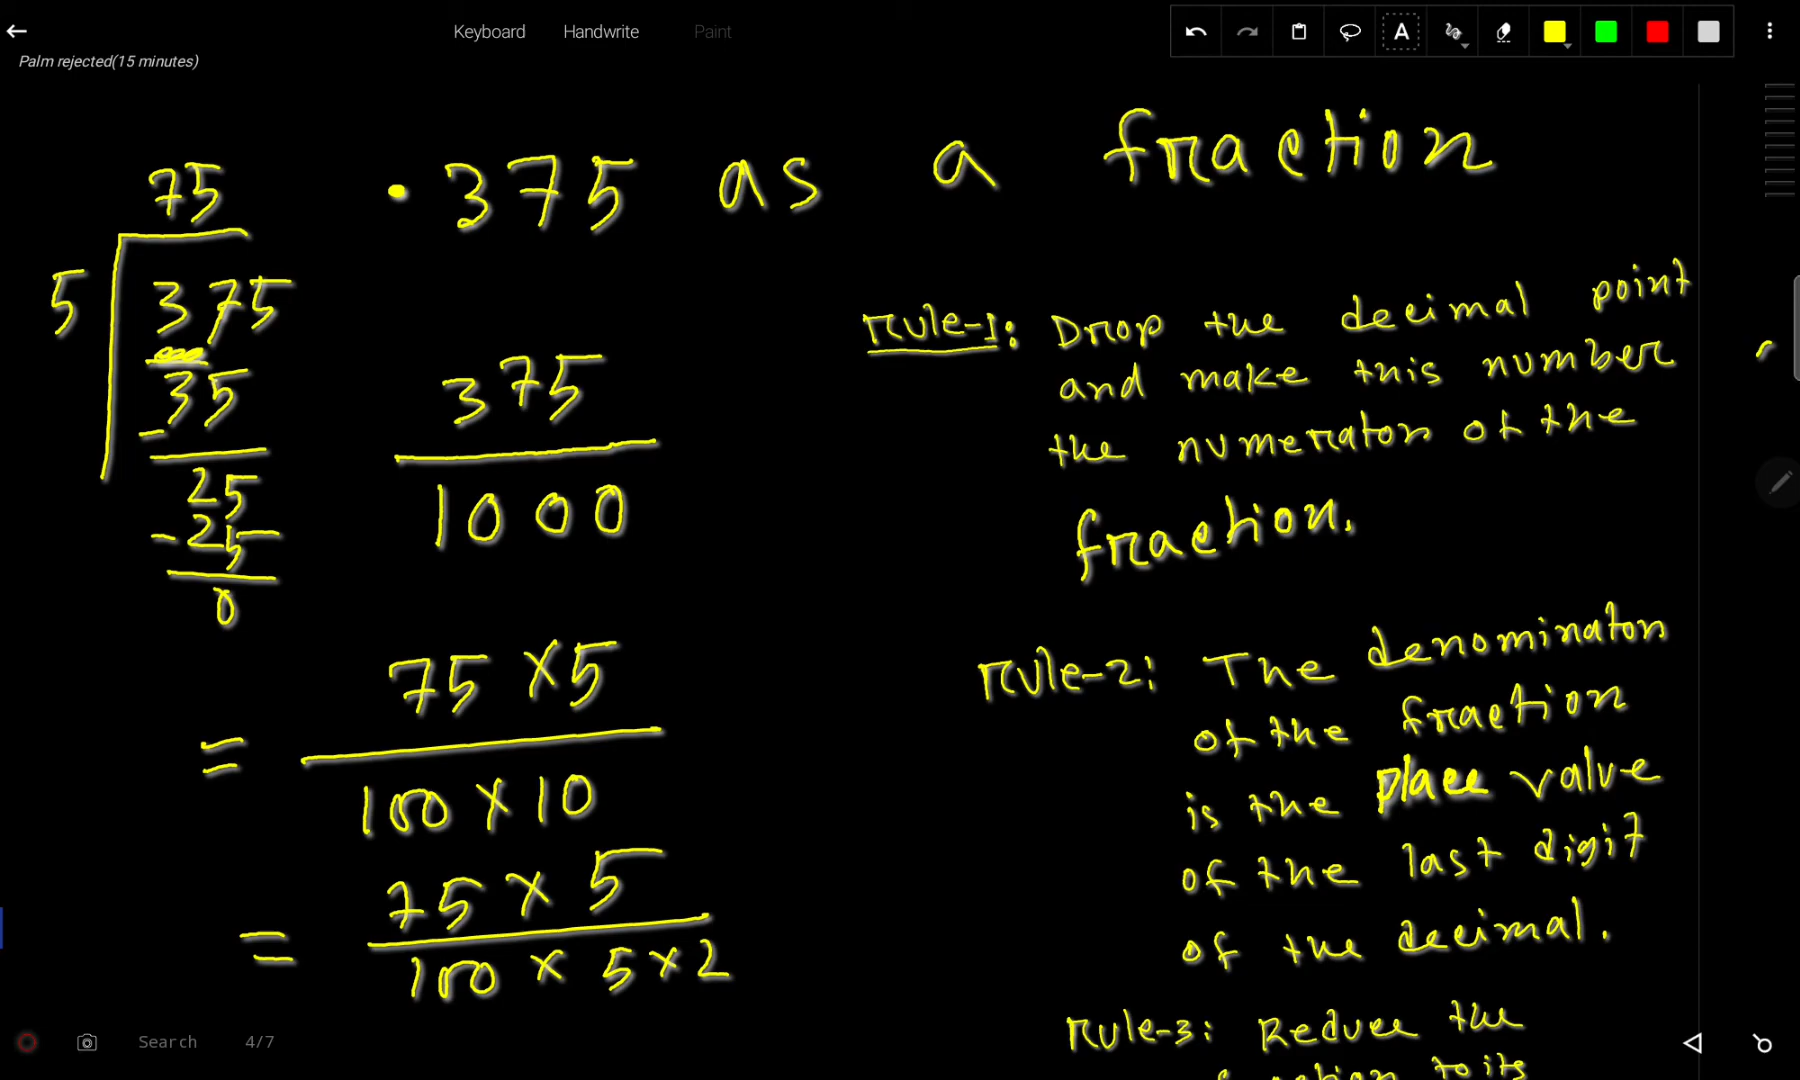 Keyboard Handwrite Paint
Palm rejected(15 minutes)
A
.375 as a fraction
75
5 375
35
-
25
-25
0
375
1000
= 75 × 5
100 × 10
= 75 × 5
100 × 5 × 2
Rule-1: Drop the decimal point
and make this number
the numerator of the
fraction.
Rule-2: The denominator
of the fraction
is the place value
of the last digit
of the decimal.
Rule-3: Reduce the
fraction to its
Search 4/7